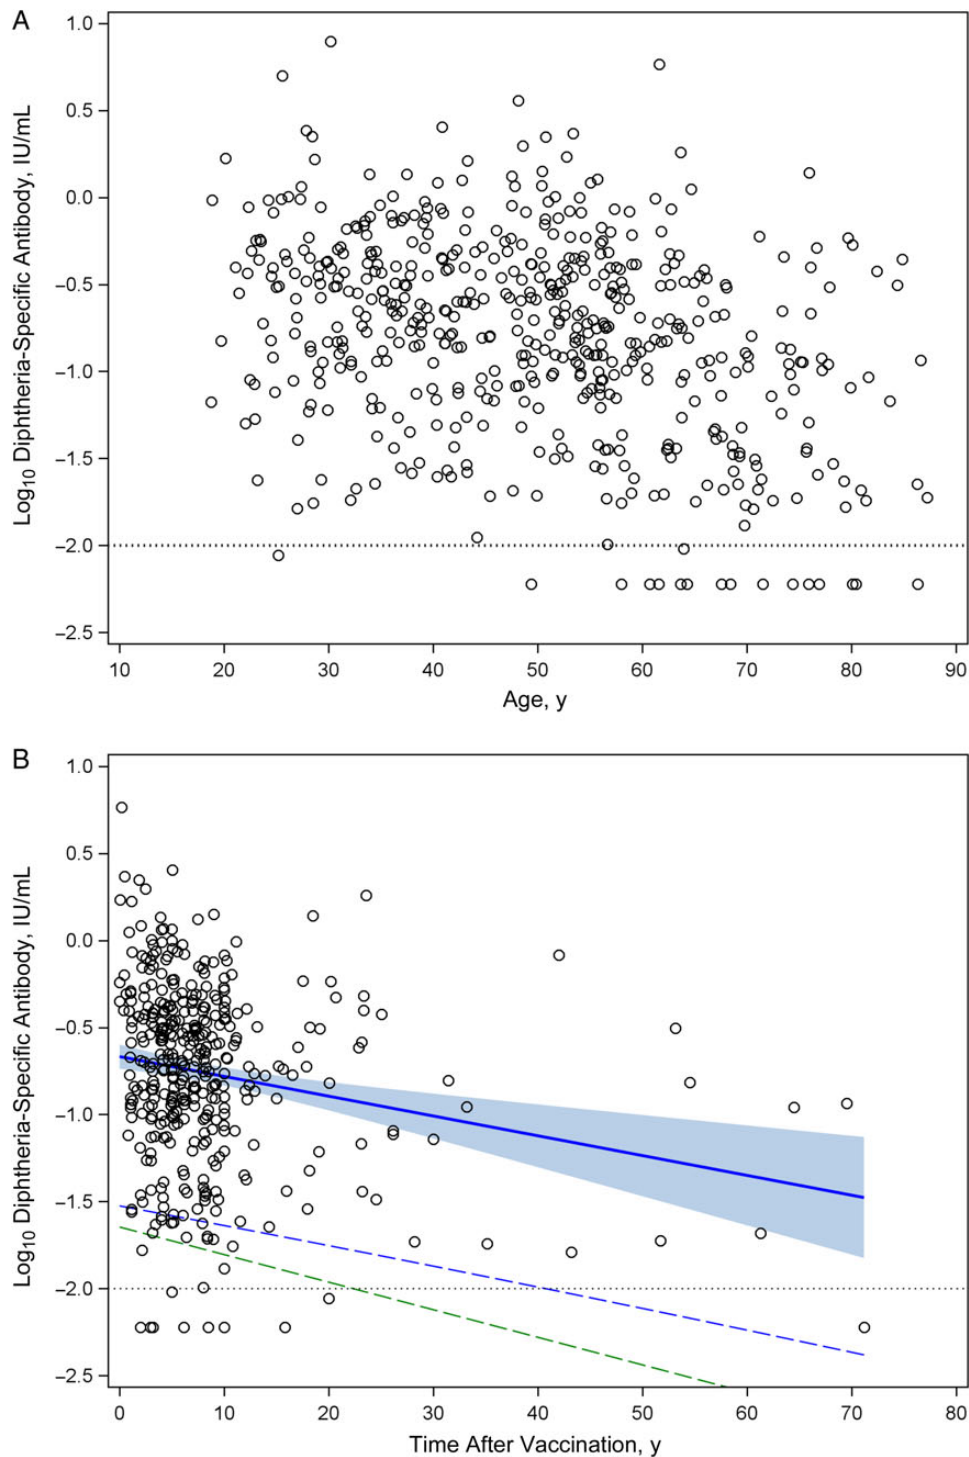 A
1.0
0.5
0.0
−0.5
−1.0
−1.5
−2.0
−2.5
Log10 Diphtheria-Specific Antibody, IU/mL
10 20 30 40 50 60 70 80 90
Age, y
B
1.0
0.5
0.0
−0.5
−1.0
−1.5
−2.0
−2.5
Log10 Diphtheria-Specific Antibody, IU/mL
0 10 20 30 40 50 60 70 80
Time After Vaccination, y